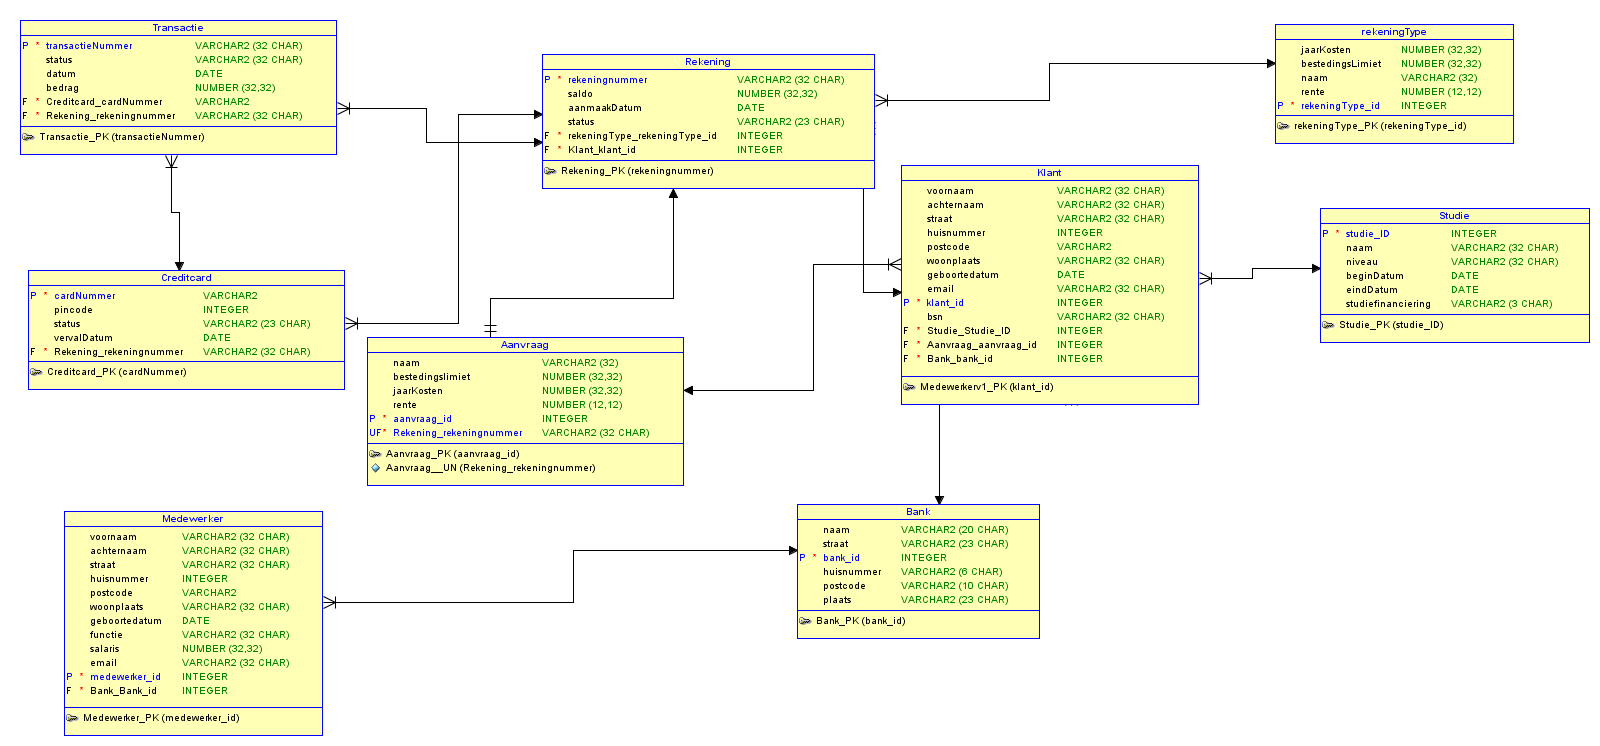 Transactie
P * transactieNummer VARCHAR2 (32 CHAR)
status VARCHAR2 (32 CHAR)
datum DATE
bedrag NUMBER (32,32)
F * Creditcard_cardNummer VARCHAR2
F * Rekening_rekeningnummer VARCHAR2 (32 CHAR)
Transactie_PK (transactieNummer)
Rekening
P * rekeningnummer VARCHAR2 (32 CHAR)
saldo NUMBER (32,32)
aanmaakDatum DATE
status VARCHAR2 (23 CHAR)
F * rekeningType_rekeningType_id INTEGER
F * Klant_klant_id INTEGER
Rekening_PK (rekeningnummer)
rekeningType
jaarKosten NUMBER (32,32)
bestedingsLimiet NUMBER (32,32)
naam VARCHAR2 (32)
rente NUMBER (12,12)
P * rekeningType_id INTEGER
rekeningType_PK (rekeningType_id)
Klant
voornaam VARCHAR2 (32 CHAR)
achternaam VARCHAR2 (32 CHAR)
straat VARCHAR2 (32 CHAR)
huisnummer INTEGER
postcode VARCHAR2
woonplaats VARCHAR2 (32 CHAR)
geboortedatum DATE
email VARCHAR2 (32 CHAR)
P * klant_id INTEGER
bsn VARCHAR2 (32 CHAR)
F * Studie_Studie_ID INTEGER
F * Aanvraag_aanvraag_id INTEGER
F * Bank_bank_id INTEGER
Medewerkerv1_PK (klant_id)
Studie
P * studie_ID INTEGER
naam VARCHAR2 (32 CHAR)
niveau VARCHAR2 (32 CHAR)
beginDatum DATE
eindDatum DATE
studiefinanciering VARCHAR2 (3 CHAR)
Studie_PK (studie_ID)
Creditcard
P * cardNummer VARCHAR2
pincode INTEGER
status VARCHAR2 (23 CHAR)
vervalDatum DATE
F * Rekening_rekeningnummer VARCHAR2 (32 CHAR)
Creditcard_PK (cardNummer)
Aanvraag
naam VARCHAR2 (32)
bestedingslimiet NUMBER (32,32)
jaarKosten NUMBER (32,32)
rente NUMBER (12,12)
P * aanvraag_id INTEGER
UF* Rekening_rekeningnummer VARCHAR2 (32 CHAR)
Aanvraag_PK (aanvraag_id)
Aanvraag__UN (Rekening_rekeningnummer)
Medewerker
voornaam VARCHAR2 (32 CHAR)
achternaam VARCHAR2 (32 CHAR)
straat VARCHAR2 (32 CHAR)
huisnummer INTEGER
postcode VARCHAR2
woonplaats VARCHAR2 (32 CHAR)
geboortedatum DATE
functie VARCHAR2 (32 CHAR)
salaris NUMBER (32,32)
email VARCHAR2 (32 CHAR)
P * medewerker_id INTEGER
F * Bank_Bank_id INTEGER
Medewerker_PK (medewerker_id)
Bank
naam VARCHAR2 (20 CHAR)
straat VARCHAR2 (23 CHAR)
P * bank_id INTEGER
huisnummer VARCHAR2 (6 CHAR)
postcode VARCHAR2 (10 CHAR)
plaats VARCHAR2 (23 CHAR)
Bank_PK (bank_id)